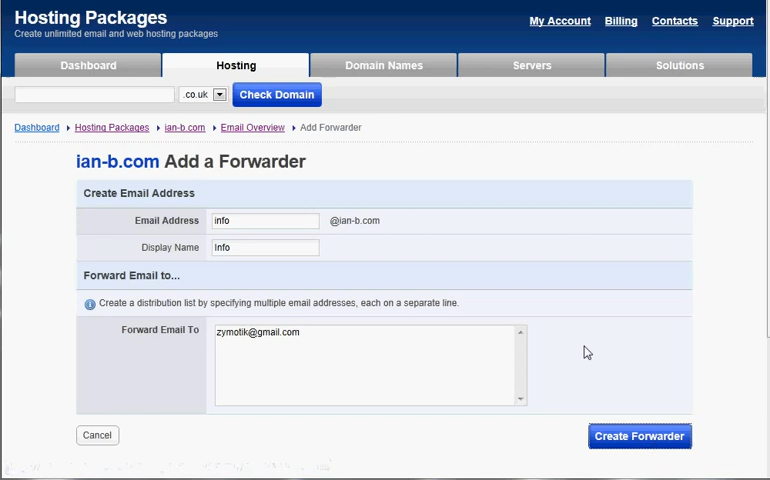 Hosting Packages
Create unlimited email and web hosting packages
My Account Billing Contacts Support
Dashboard Hosting Domain Names Servers Solutions
.co.uk Check Domain
Dashboard Hosting Packages ian-b.com Email Overview Add Forwarder
ian-b.com Add a Forwarder
Create Email Address
Email Address info @ian-b.com
Display Name Info
Forward Email to...
Create a distribution list by specifying multiple email addresses, each on a separate line.
Forward Email To zymotik@gmail.com
Cancel Create Forwarder